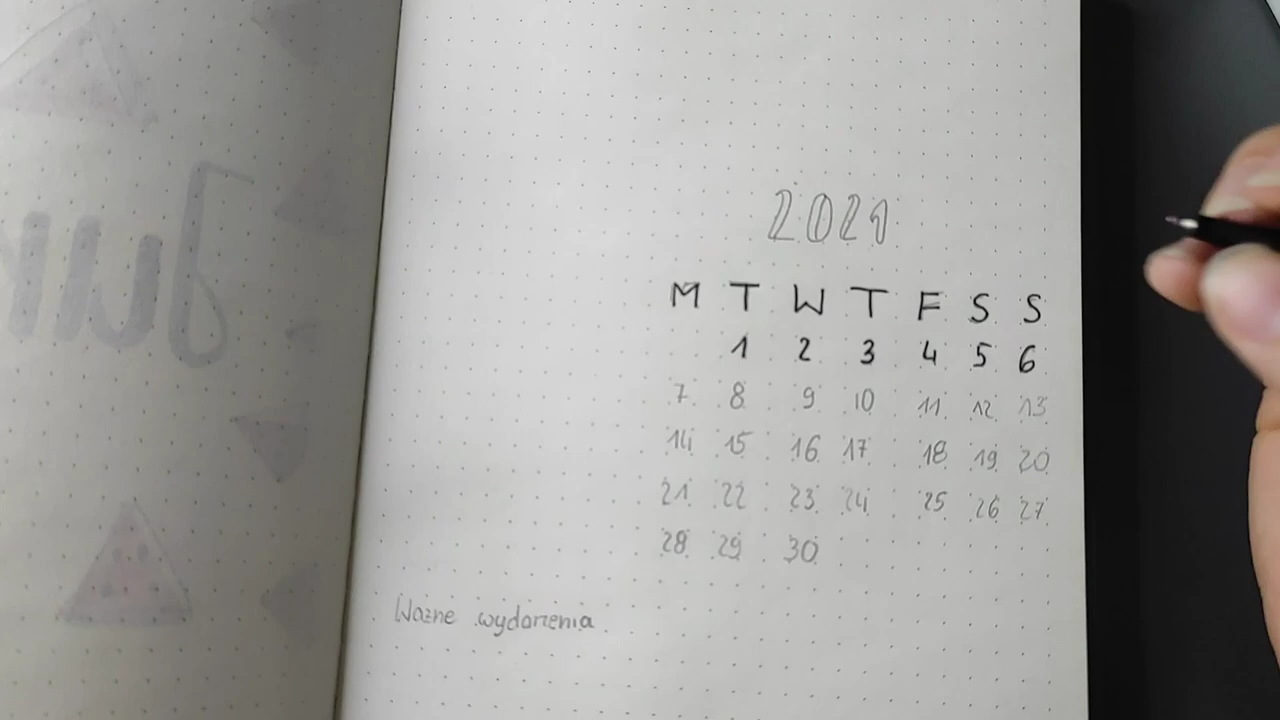 2021
M T W T F S S
1 2 3 4 5 6
7 8 9 10 11 12 13
14 15 16 17 18 19 20
21 22 23 24 25 26 27
28 29 30
Ważne wydarzenia